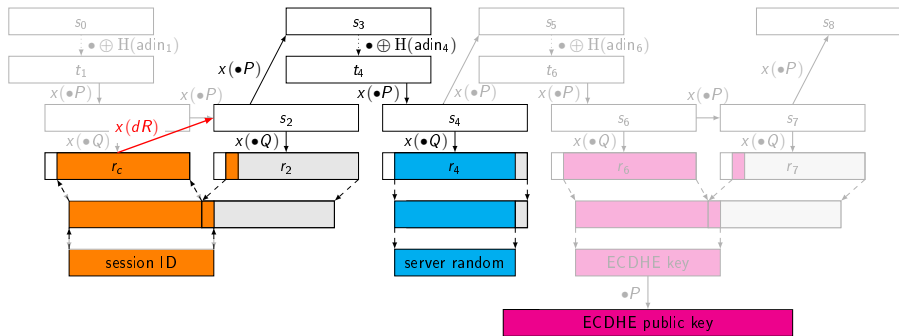 s₀ s₃ s₅ s₈
• ⊕ H(adin₁) • ⊕ H(adin₄) • ⊕ H(adin₆)
t₁ x(•P) t₄ t₆ x(•P)
x(•P) x(•P) x(•P) x(•P) x(•P) x(•P)
x(dR) s₂ s₄ s₆ s₇
x(•Q) x(•Q) x(•Q) x(•Q) x(•Q)
r_c r₂ r₄ r₆ r₇
session ID server random ECDHE key
•P
ECDHE public key